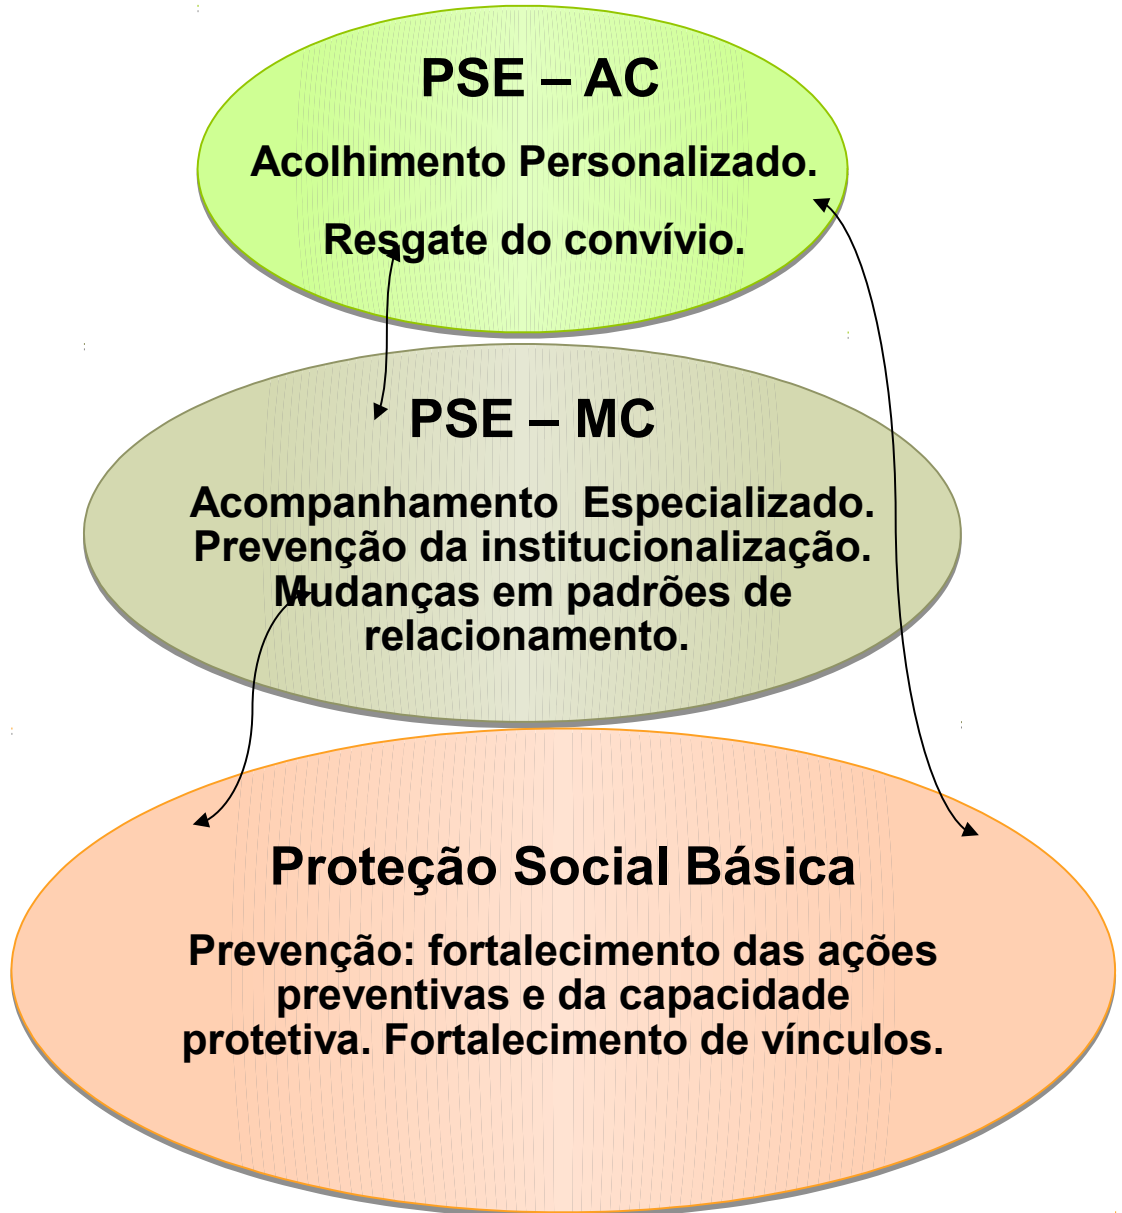 PSE – AC
Acolhimento Personalizado.
Resgate do convívio.
PSE – MC
Acompanhamento Especializado.
Prevenção da institucionalização.
Mudanças em padrões de
relacionamento.
Proteção Social Básica
Prevenção: fortalecimento das ações
preventivas e da capacidade
protetiva. Fortalecimento de vínculos.